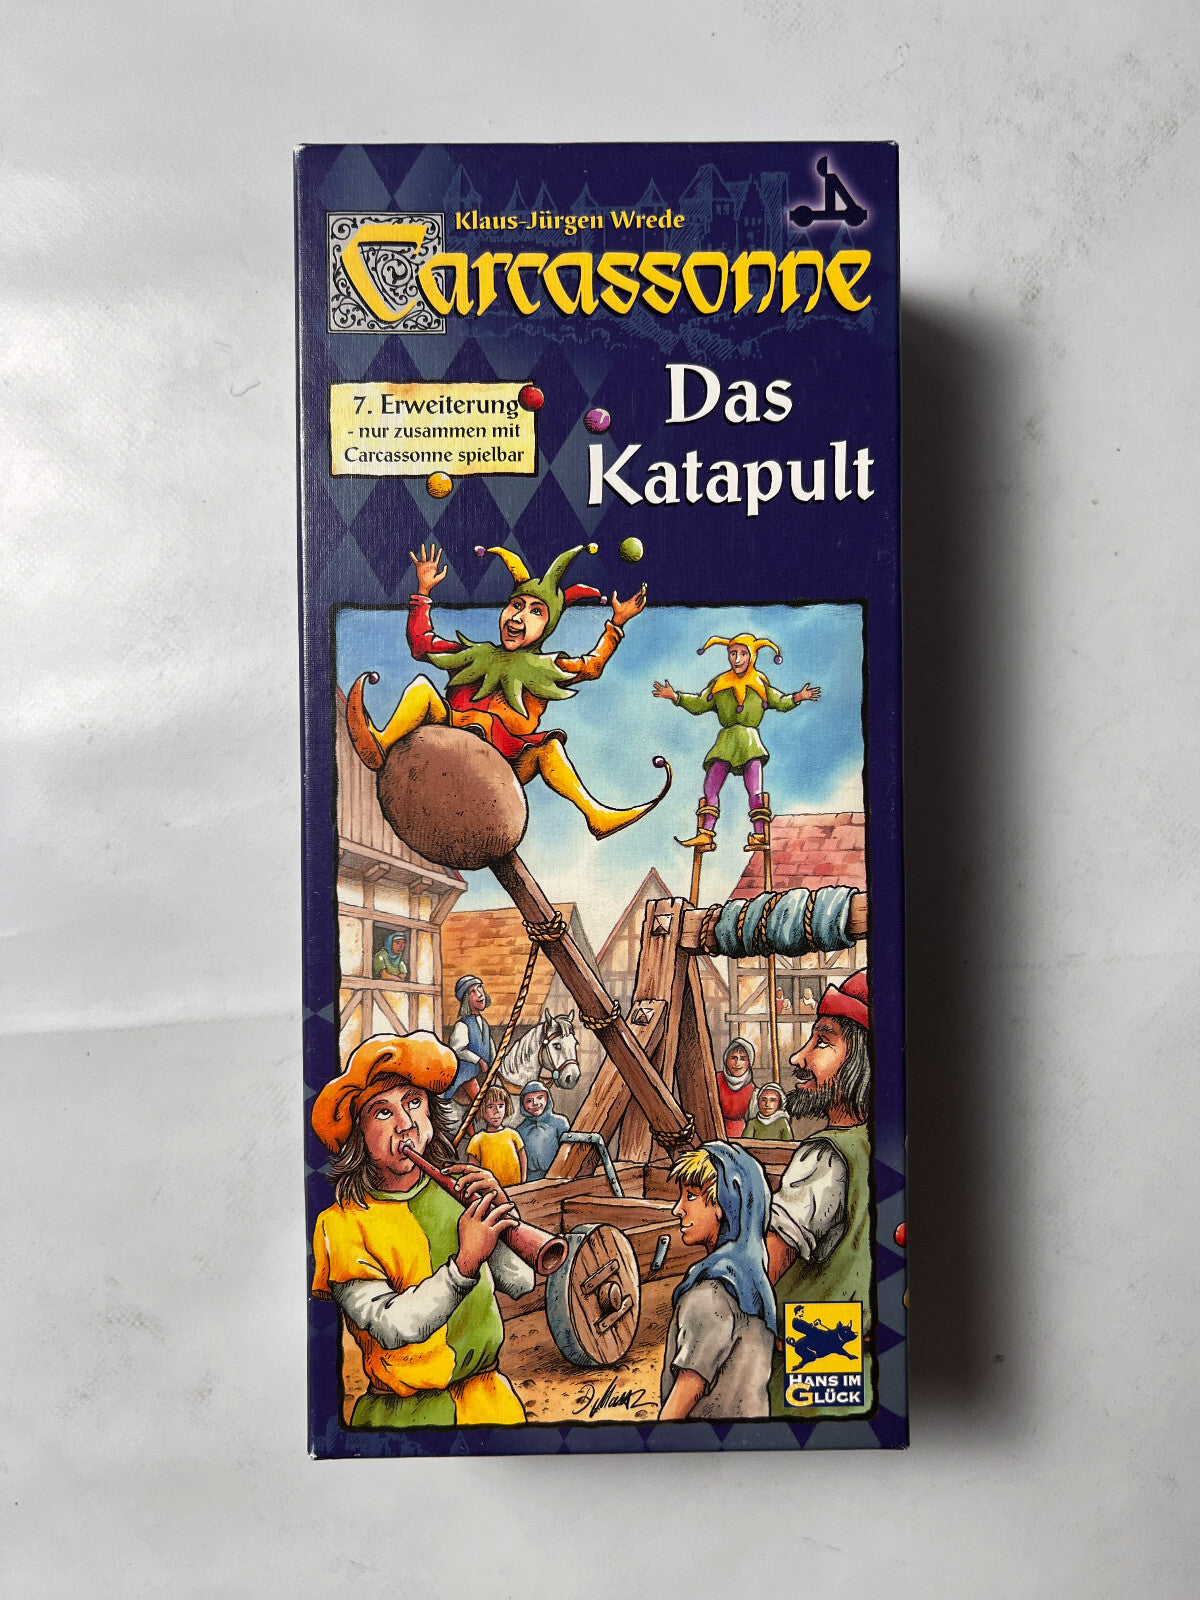 Klaus-Jürgen Wrede
Carcassonne
Das
Katapult
7. Erweiterung
- nur zusammen mit
Carcassonne spielbar
HANS IM
GLÜCK